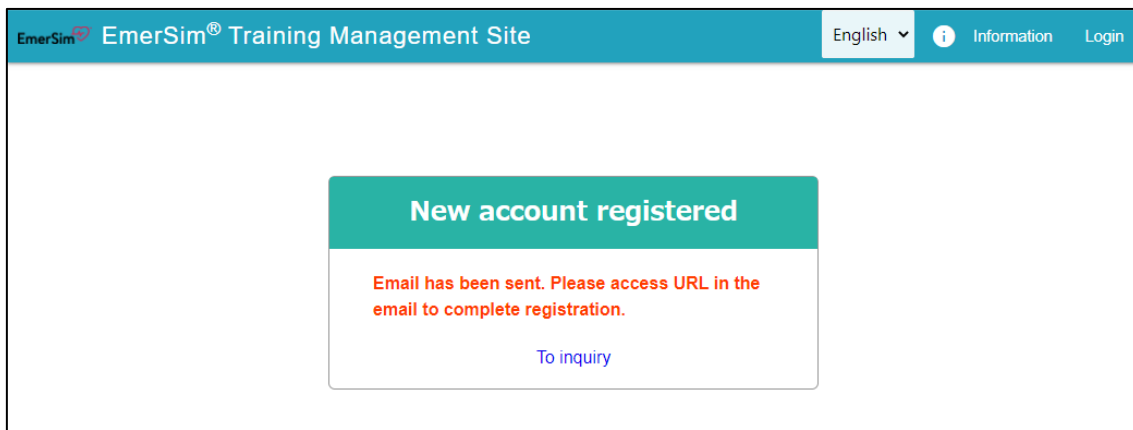 EmerSim EmerSim® Training Management Site English Information Login
New account registered
Email has been sent. Please access URL in the
email to complete registration.
To inquiry